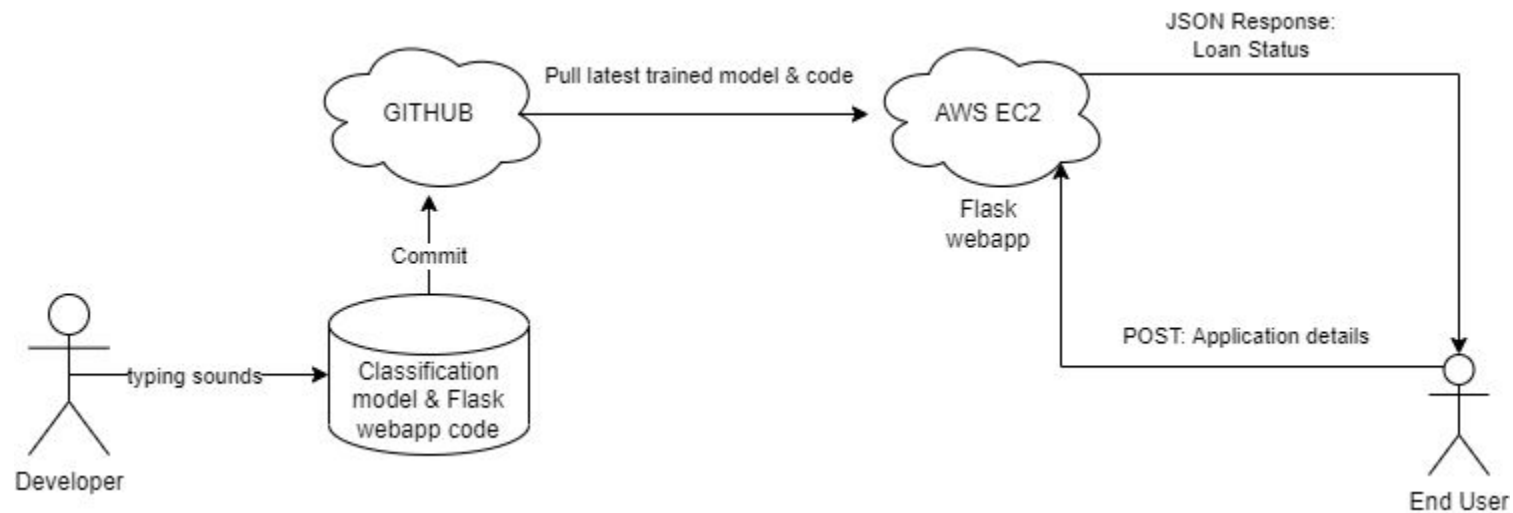 JSON Response:
Loan Status
Pull latest trained model & code
GITHUB
AWS EC2
Flask
webapp
Commit
POST: Application details
typing sounds
Classification
model & Flask
webapp code
Developer
End User